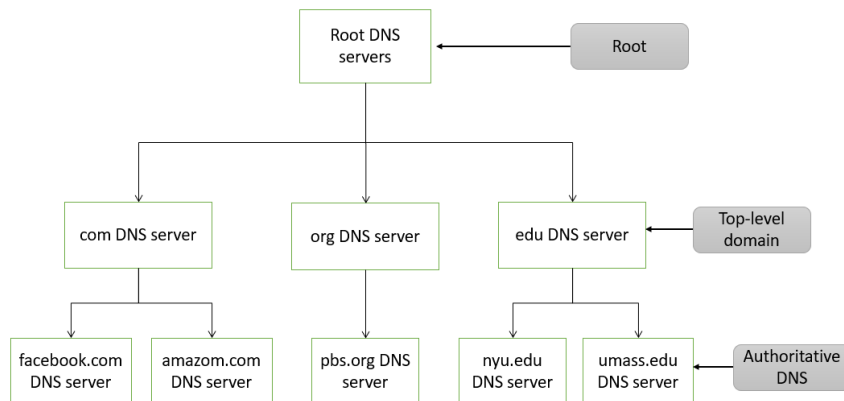 Root DNS
servers
Root
com DNS server
org DNS server
edu DNS server
Top-level
domain
facebook.com
DNS server
amazom.com
DNS server
pbs.org DNS
server
nyu.edu
DNS server
umass.edu
DNS server
Authoritative
DNS